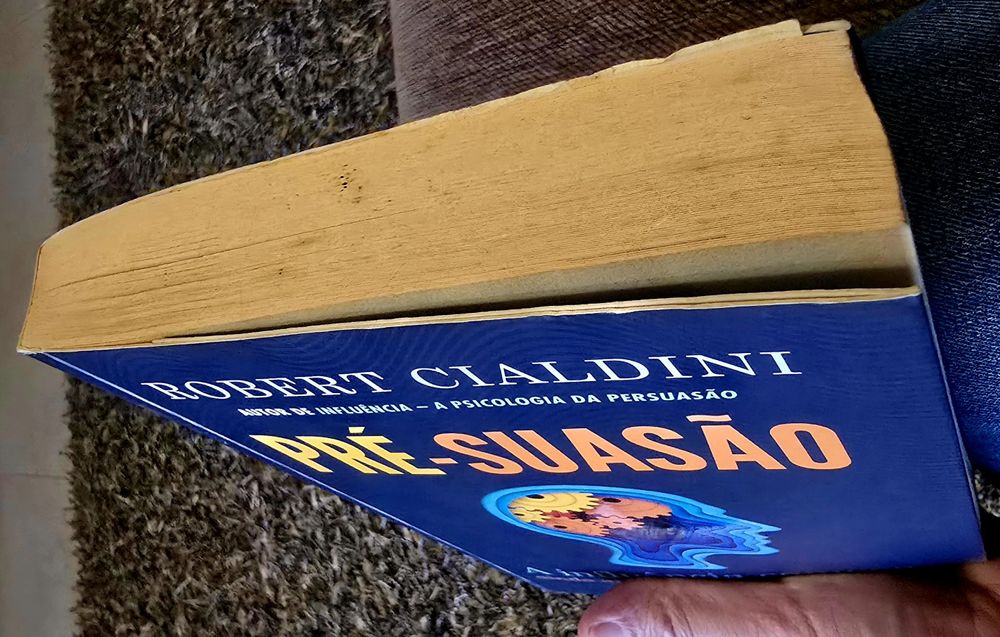 ROBERT CIALDINI
AUTOR DE INFLUÊNCIA – A PSICOLOGIA DA PERSUASÃO
PRÉ-SUASÃO
A